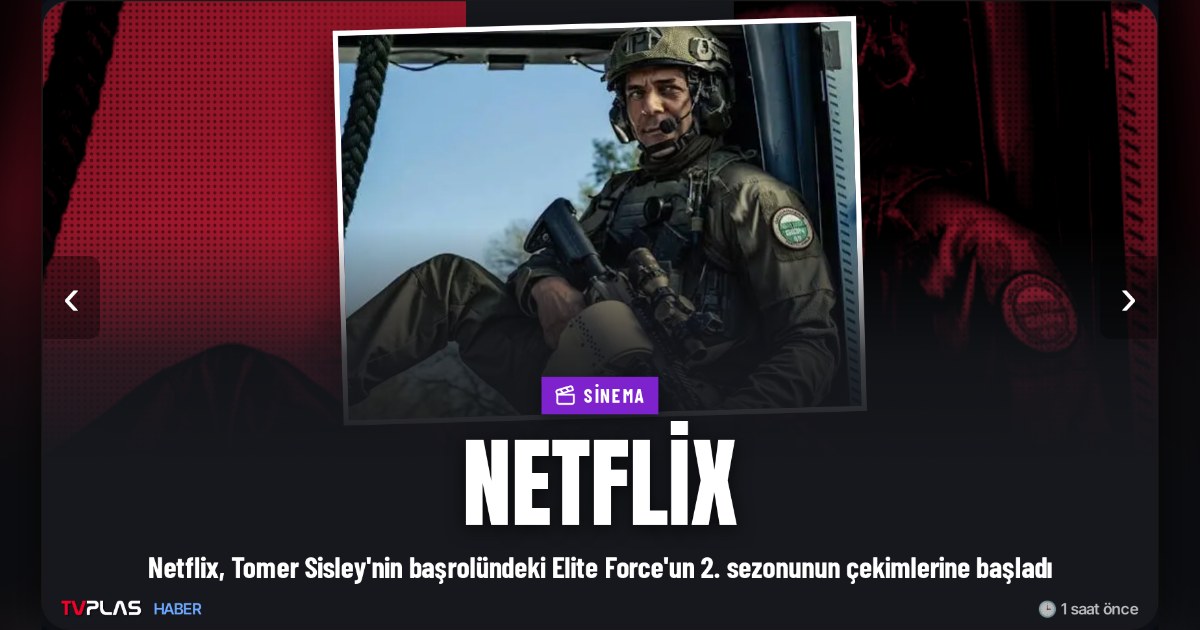 SİNEMA
NETFLİX
Netflix, Tomer Sisley'nin başrolündeki Elite Force'un 2. sezonunun çekimlerine başladı
TVPLAS HABER
1 saat önce